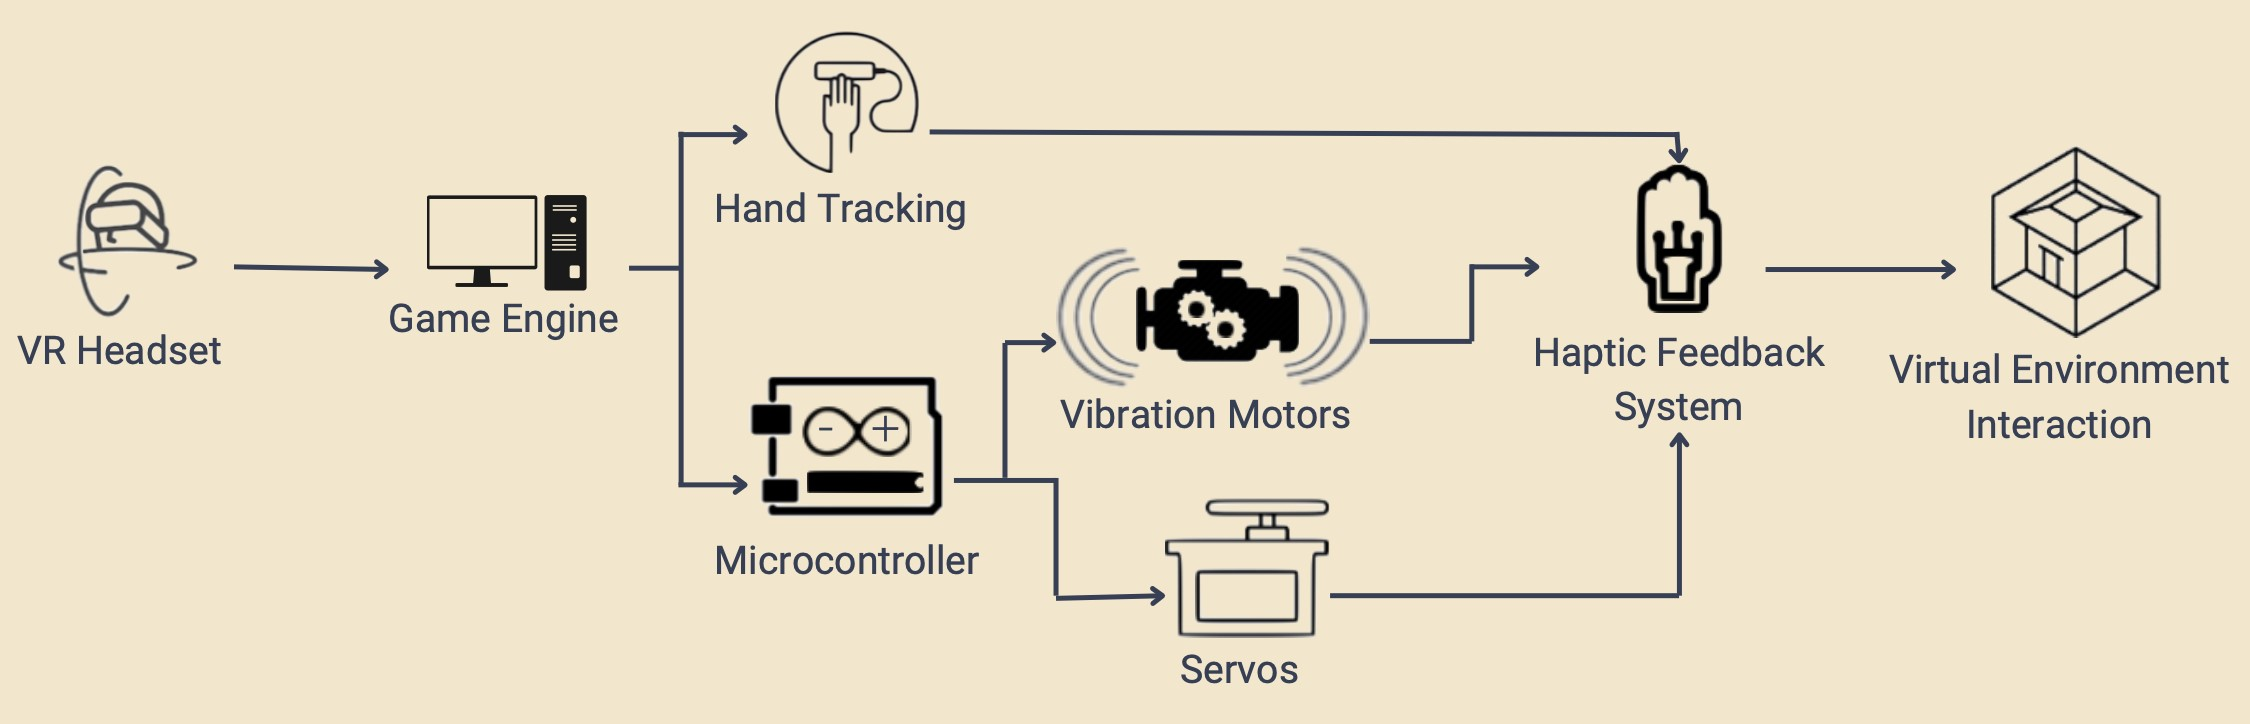 VR Headset
Game Engine
Hand Tracking
Microcontroller
Vibration Motors
Servos
Haptic Feedback
System
Virtual Environment
Interaction